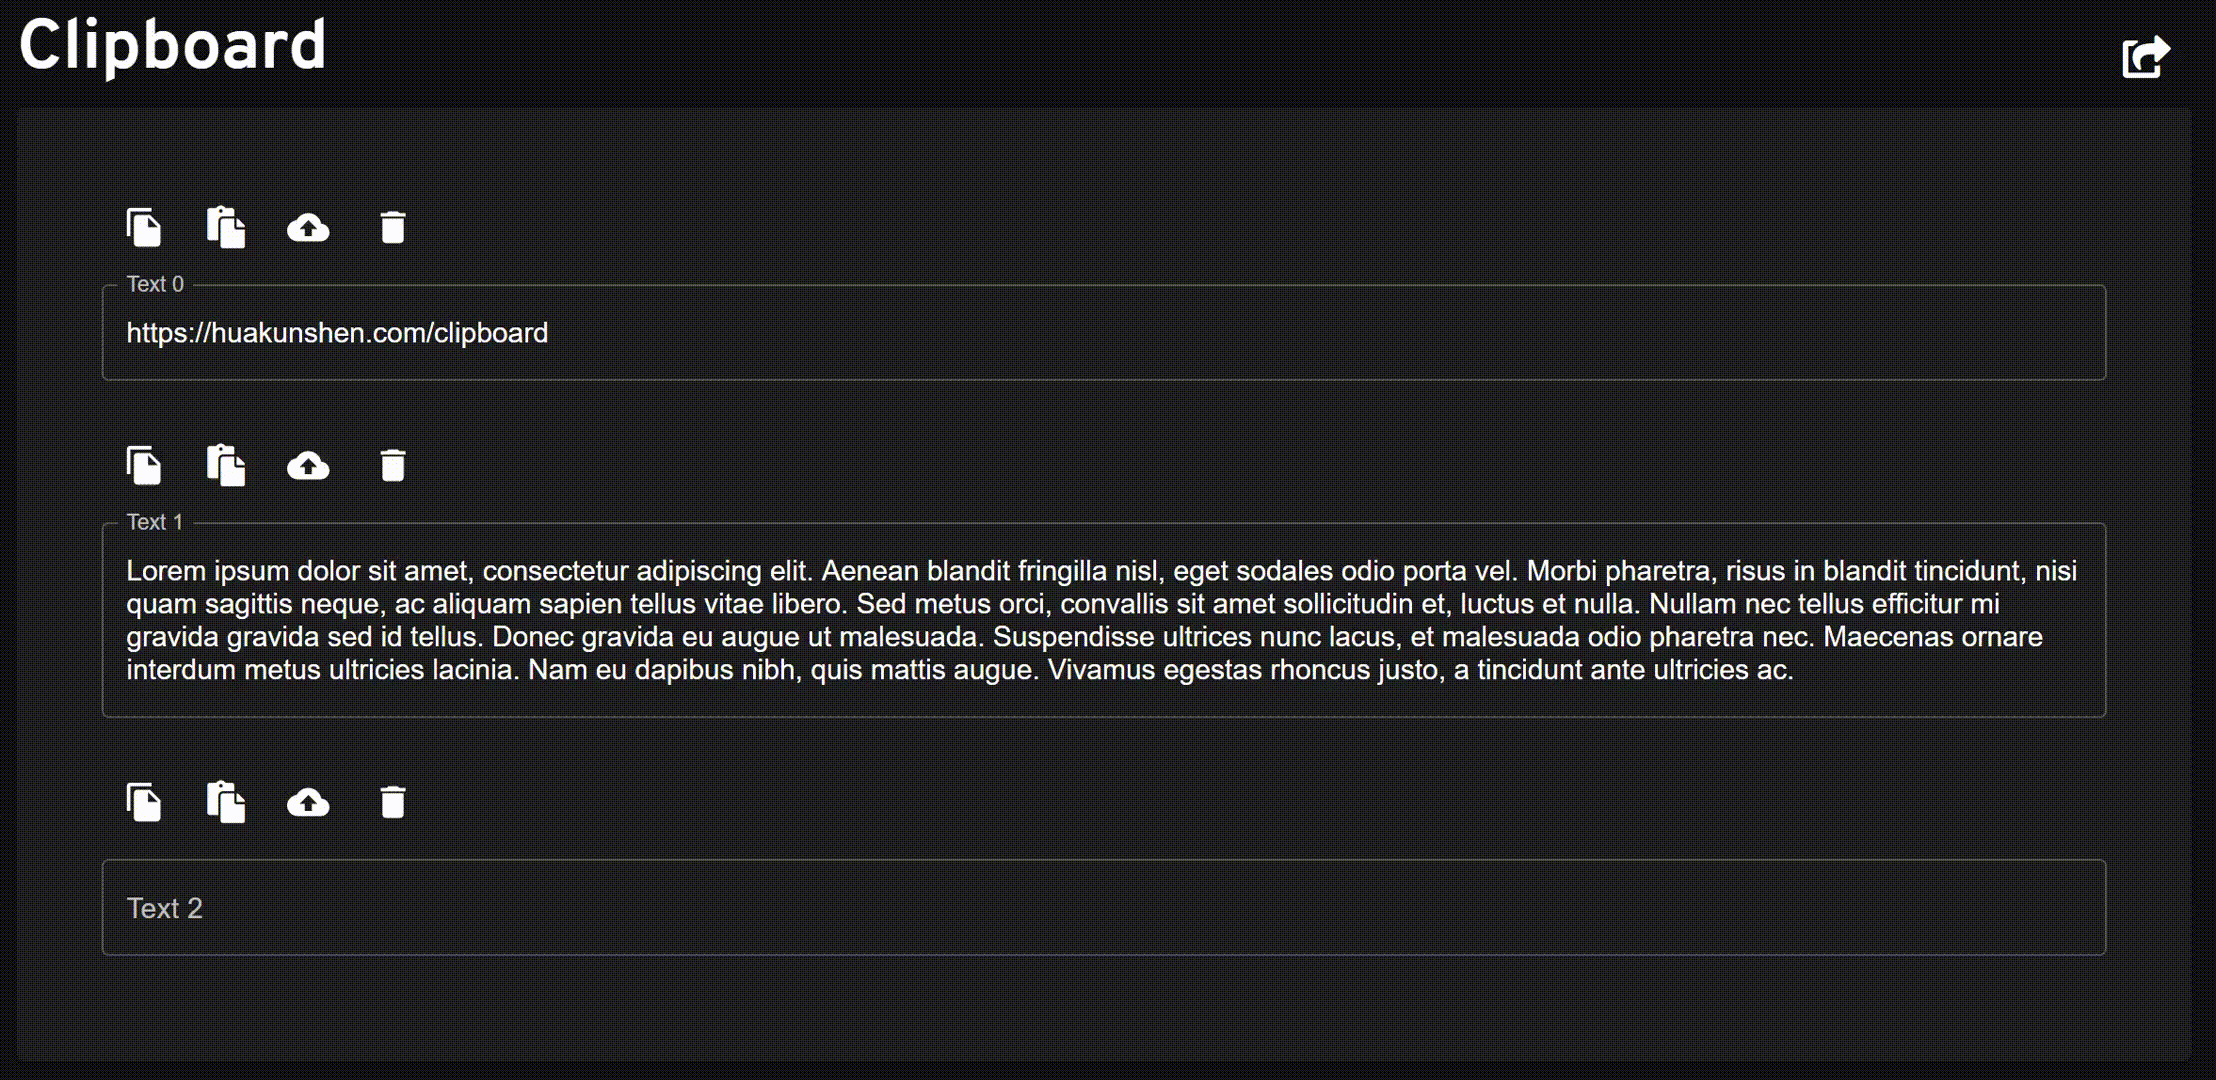 Clipboard
Text 0
https://huakunshen.com/clipboard
Text 1
Lorem ipsum dolor sit amet, consectetur adipiscing elit. Aenean blandit fringilla nisl, eget sodales odio porta vel. Morbi pharetra, risus in blandit tincidunt, nisi
quam sagittis neque, ac aliquam sapien tellus vitae libero. Sed metus orci, convallis sit amet sollicitudin et, luctus et nulla. Nullam nec tellus efficitur mi
gravida gravida sed id tellus. Donec gravida eu augue ut malesuada. Suspendisse ultrices nunc lacus, et malesuada odio pharetra nec. Maecenas ornare
interdum metus ultricies lacinia. Nam eu dapibus nibh, quis mattis augue. Vivamus egestas rhoncus justo, a tincidunt ante ultricies ac.
Text 2